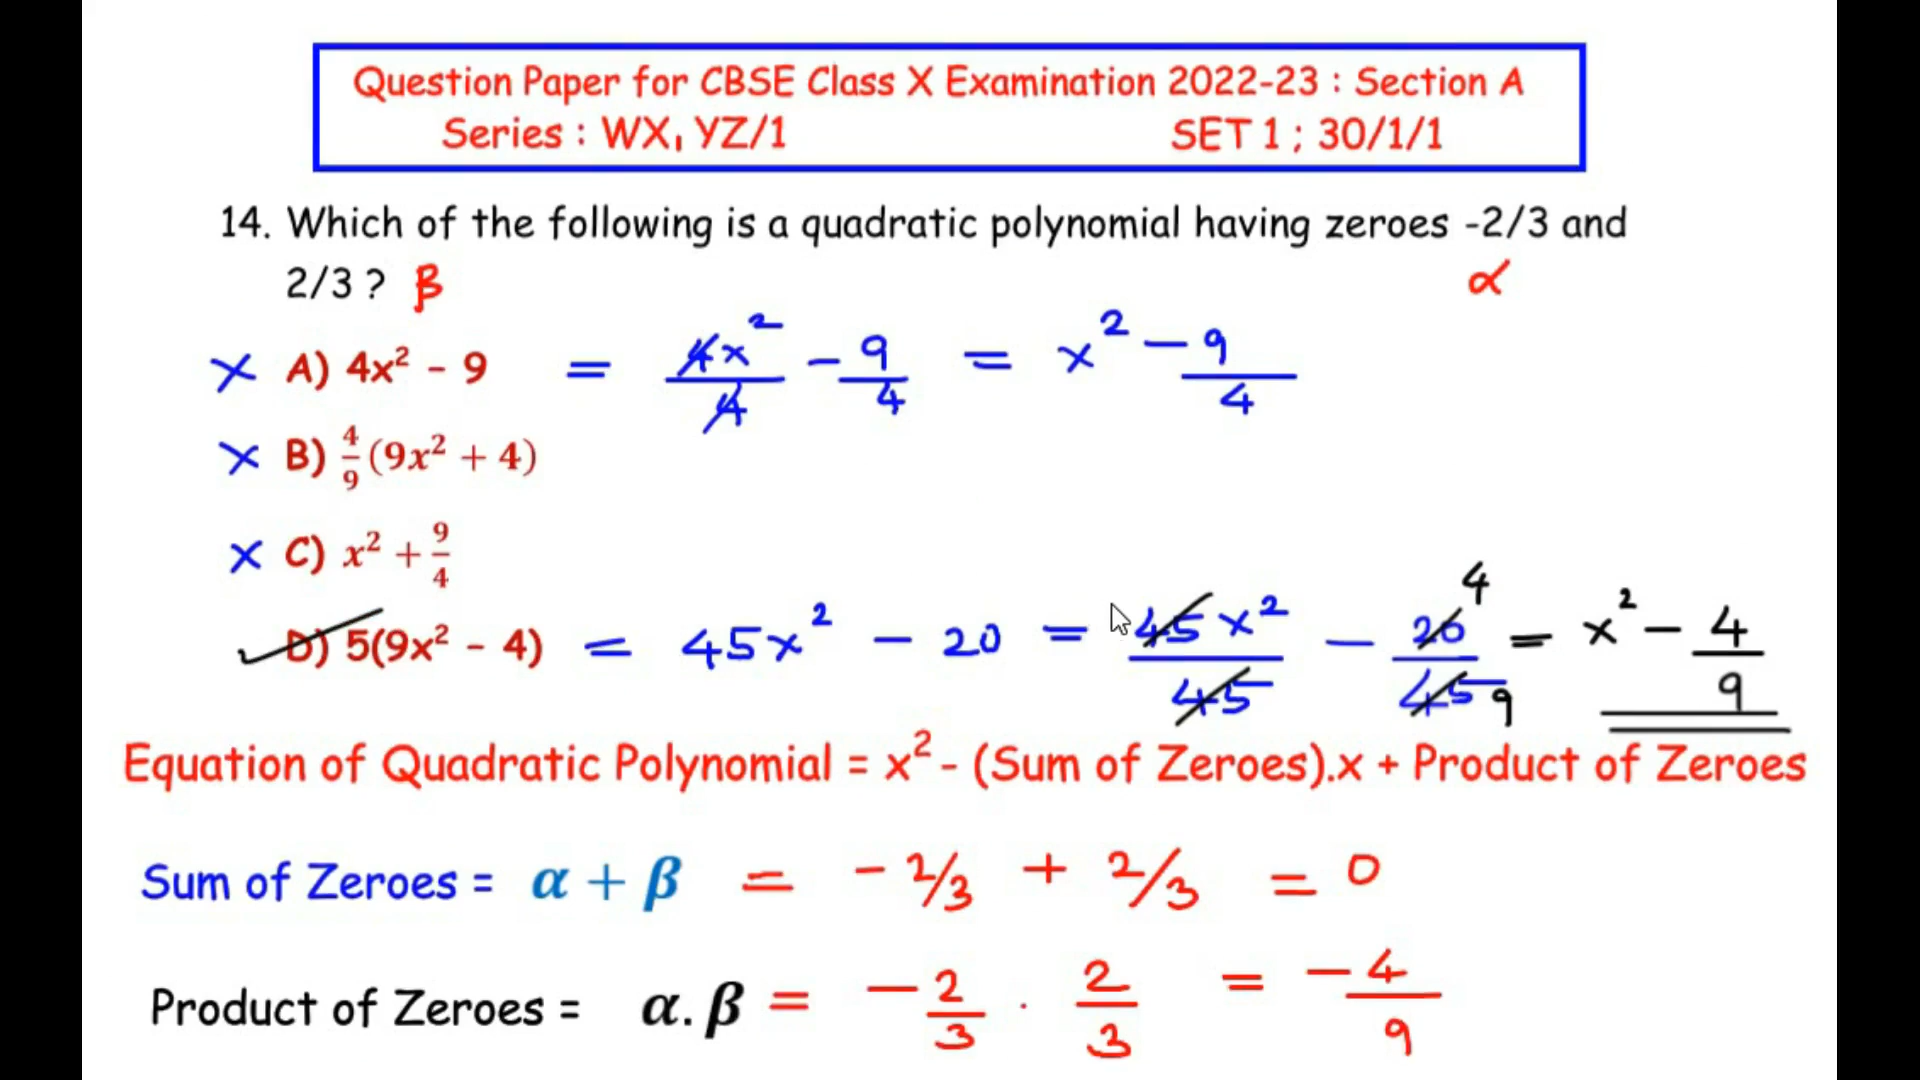 Question Paper for CBSE Class X Examination 2022-23 : Section A
Series : WX, YZ/1 SET 1 ; 30/1/1
14. Which of the following is a quadratic polynomial having zeroes -2/3 and
2/3 ? β α
X A) 4x² - 9 = 4x²/4 - 9/4 = x² - 9/4
X B) 4/9 (9x² + 4)
X C) x² + 9/4
✓ D) 5(9x² - 4) = 45x² - 20 = 45x²/45 - 20/45 4 9 = x² - 4/9
Equation of Quadratic Polynomial = x² - (Sum of Zeroes).x + Product of Zeroes
Sum of Zeroes = α + β = - 2/3 + 2/3 = 0
Product of Zeroes = α. β = - 2/3 . 2/3 = - 4/9